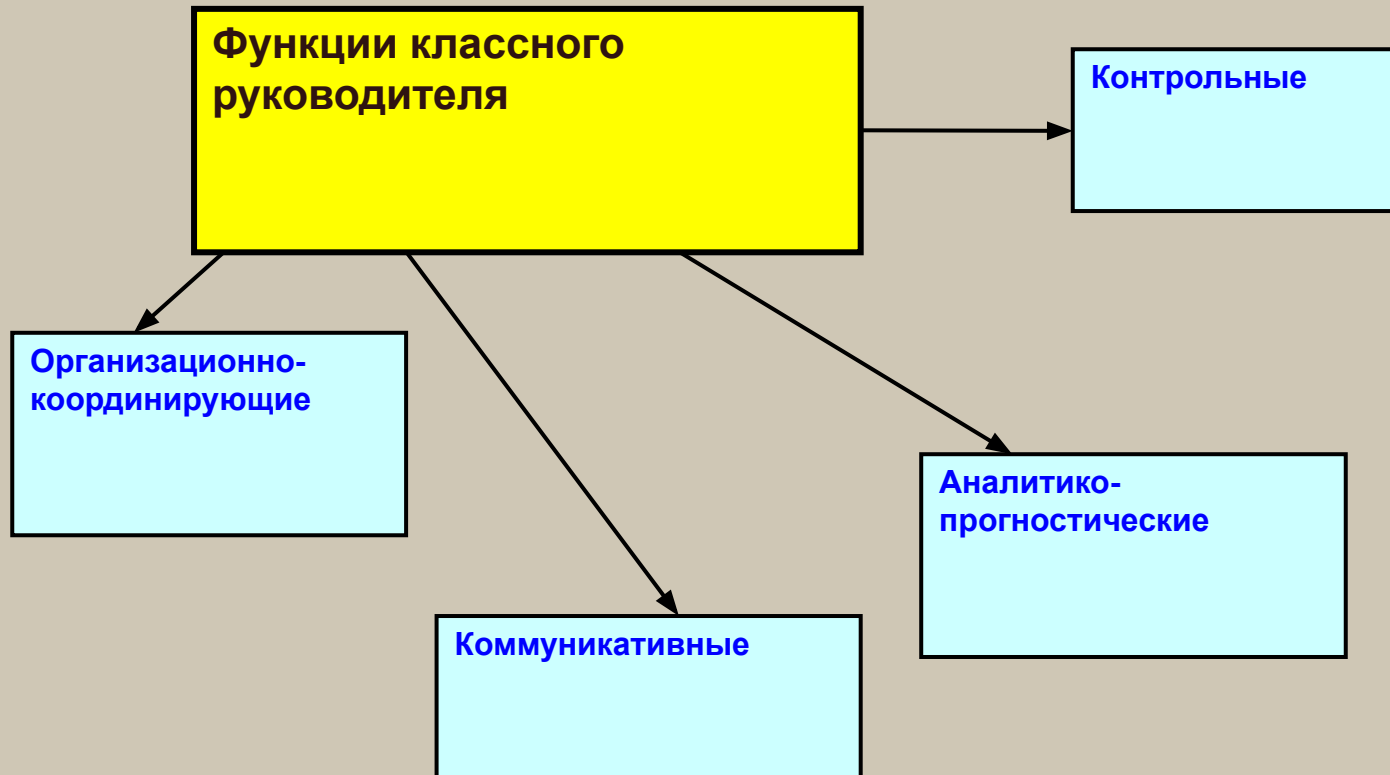 Функции классного
руководителя
Контрольные
Организационно-
координирующие
Аналитико-
прогностические
Коммуникативные